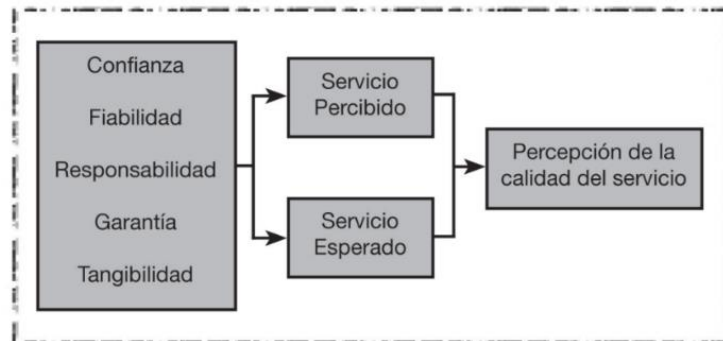 Confianza
Fiabilidad
Responsabilidad
Garantía
Tangibilidad
Servicio
Percibido
Servicio
Esperado
Percepción de la
calidad del servicio